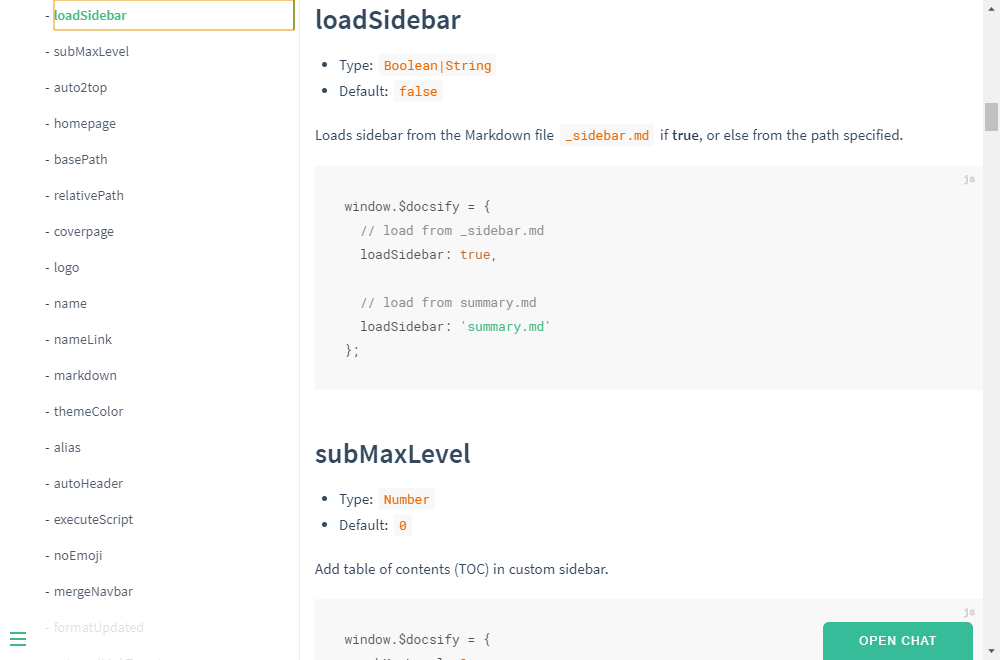 - loadSidebar
- subMaxLevel
- auto2top
- homepage
- basePath
- relativePath
- coverpage
- logo
- name
- nameLink
- markdown
- themeColor
- alias
- autoHeader
- executeScript
- noEmoji
- mergeNavbar
- formatUpdated
loadSidebar
• Type: Boolean|String
• Default: false
Loads sidebar from the Markdown file _sidebar.md if true, or else from the path specified.
js
window.$docsify = {
// load from _sidebar.md
loadSidebar: true,
// load from summary.md
loadSidebar: 'summary.md'
};
subMaxLevel
• Type: Number
• Default: 0
Add table of contents (TOC) in custom sidebar.
js
window.$docsify = {
OPEN CHAT